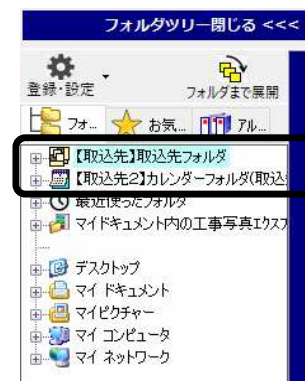 フォルダツリー閉じる <<<
登録・設定 フォルダまで展開
フォ... お気... アル...
【取込先】取込先フォルダ
【取込先2】カレンダーフォルダ(取込
最近使ったフォルダ
マイドキュメント内の工事写真エクスプ
......
デスクトップ
マイ ドキュメント
マイピクチャー
マイ コンピュータ
マイ ネットワーク